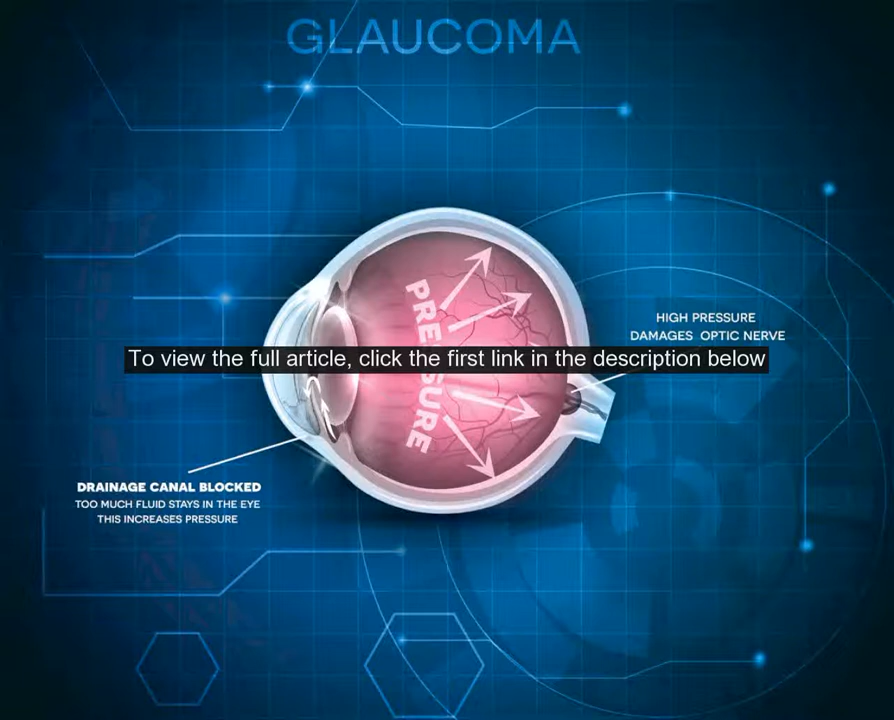 GLAUCOMA
PRESSURE
HIGH PRESSURE
DAMAGES OPTIC NERVE
To view the full article, click the first link in the description below
DRAINAGE CANAL BLOCKED
TOO MUCH FLUID STAYS IN THE EYE
THIS INCREASES PRESSURE